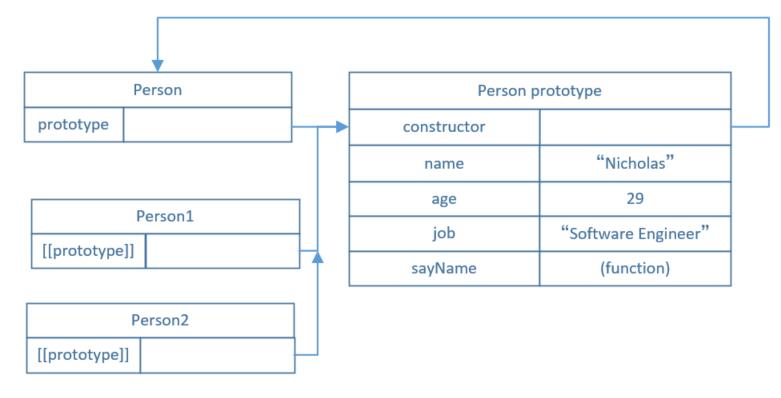 Person
prototype
Person prototype
constructor
name “Nicholas”
age 29
job “Software Engineer”
sayName (function)
Person1
[[prototype]]
Person2
[[prototype]]